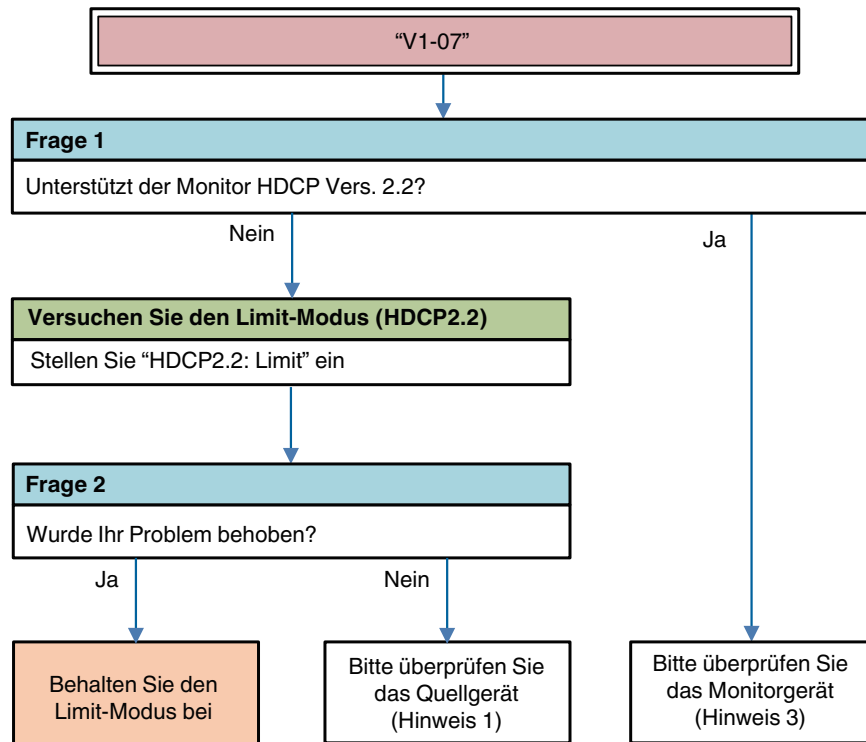 “V1-07”
Frage 1
Unterstützt der Monitor HDCP Vers. 2.2?
Nein
Ja
Versuchen Sie den Limit-Modus (HDCP2.2)
Stellen Sie “HDCP2.2: Limit” ein
Frage 2
Wurde Ihr Problem behoben?
Ja
Nein
Behalten Sie den
Limit-Modus bei
Bitte überprüfen Sie
das Quellgerät
(Hinweis 1)
Bitte überprüfen Sie
das Monitorgerät
(Hinweis 3)